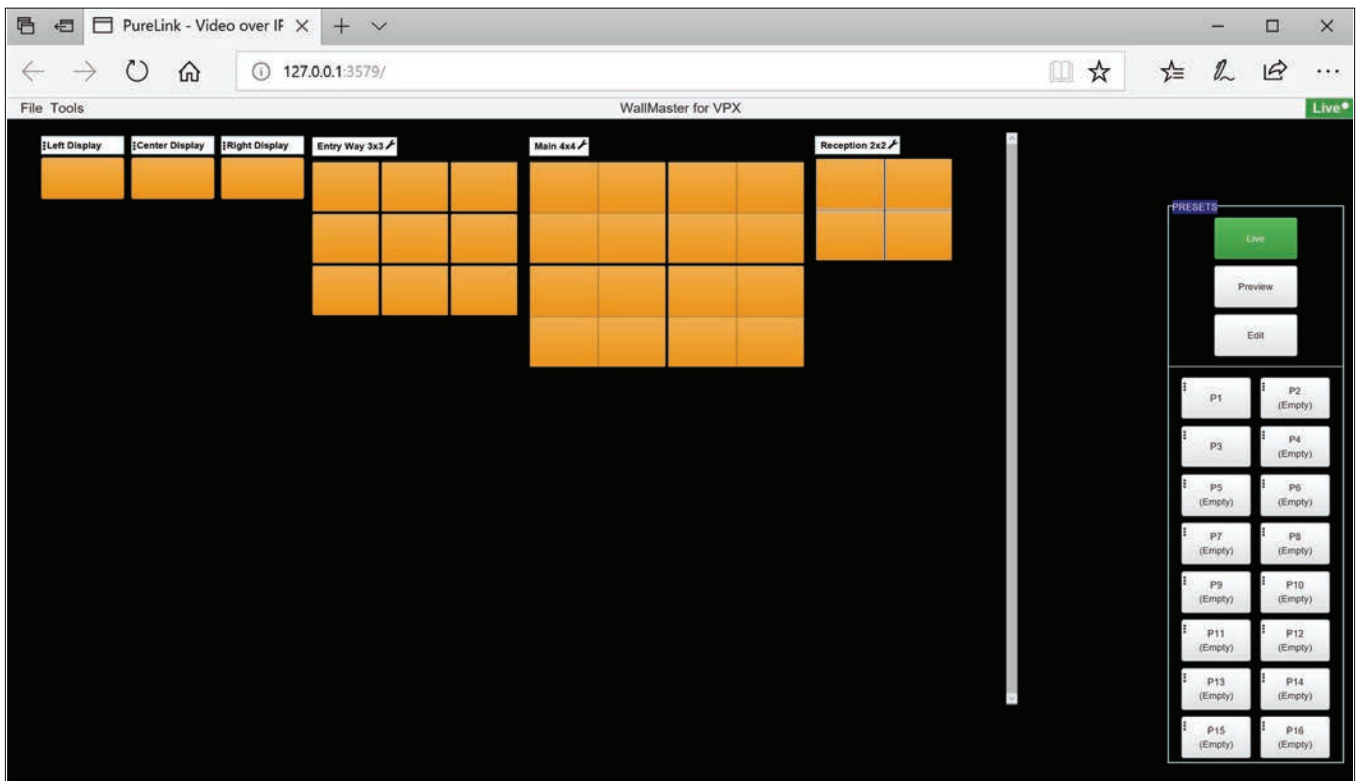 PureLink - Video over IF
127.0.0.1:3579/
File Tools
WallMaster for VPX
Live
Left Display
Center Display
Right Display
Entry Way 3x3
Main 4x4
Reception 2x2
PRESETS
Live
Preview
Edit
P1
P2
(Empty)
P3
P4
(Empty)
P5
(Empty)
P6
(Empty)
P7
(Empty)
P8
(Empty)
P9
(Empty)
P10
(Empty)
P11
(Empty)
P12
(Empty)
P13
(Empty)
P14
(Empty)
P15
(Empty)
P16
(Empty)